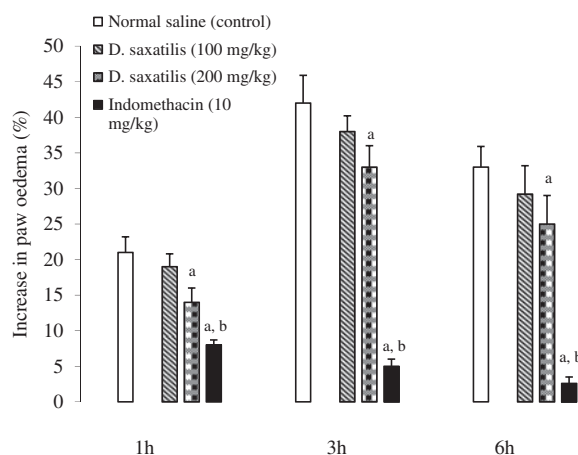 Normal saline (control)
D. saxatilis (100 mg/kg)
D. saxatilis (200 mg/kg)
Indomethacin (10
mg/kg)
Increase in paw oedema (%)
50
45
40
35
30
25
20
15
10
5
0
a
a, b
a
a, b
a
a, b
1h
3h
6h